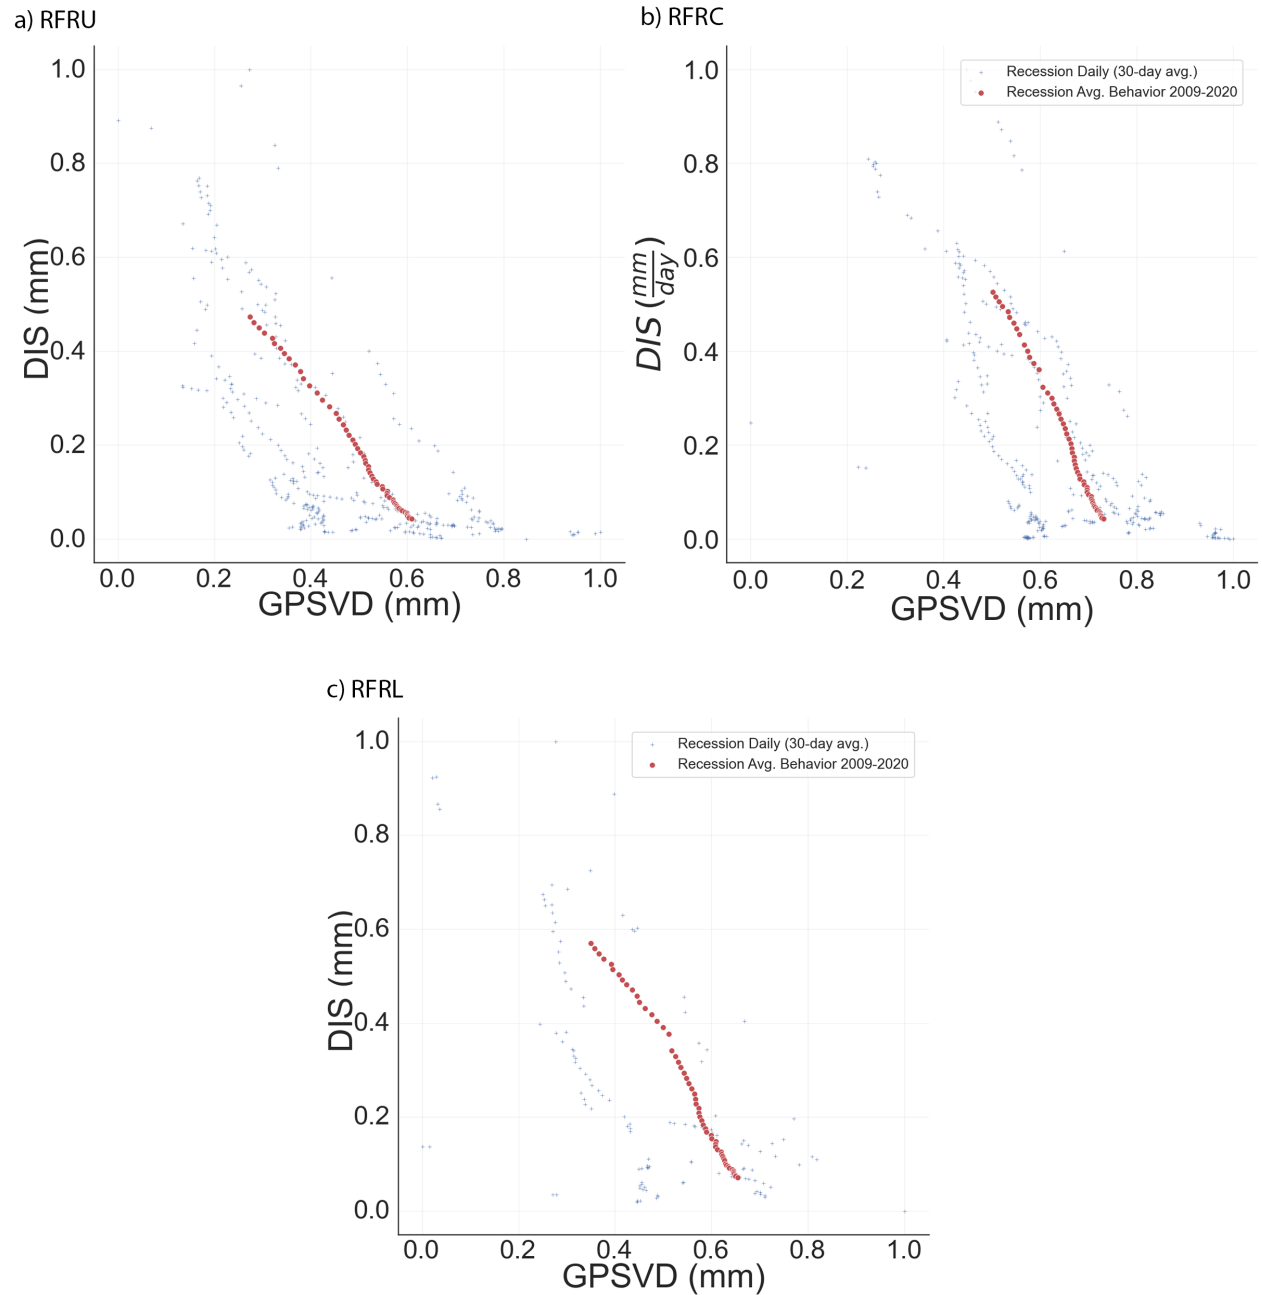 a) RFRU
1.0
0.8
0.6
0.4
0.2
0.0
DIS (mm)
0.0 0.2 0.4 0.6 0.8 1.0
GPSVD (mm)
b) RFRC
Recession Daily (30-day avg.)
Recession Avg. Behavior 2009-2020
1.0
0.8
0.6
0.4
0.2
0.0
DIS (mm/day)
0.0 0.2 0.4 0.6 0.8 1.0
GPSVD (mm)
c) RFRL
Recession Daily (30-day avg.)
Recession Avg. Behavior 2009-2020
1.0
0.8
0.6
0.4
0.2
0.0
DIS (mm)
0.0 0.2 0.4 0.6 0.8 1.0
GPSVD (mm)